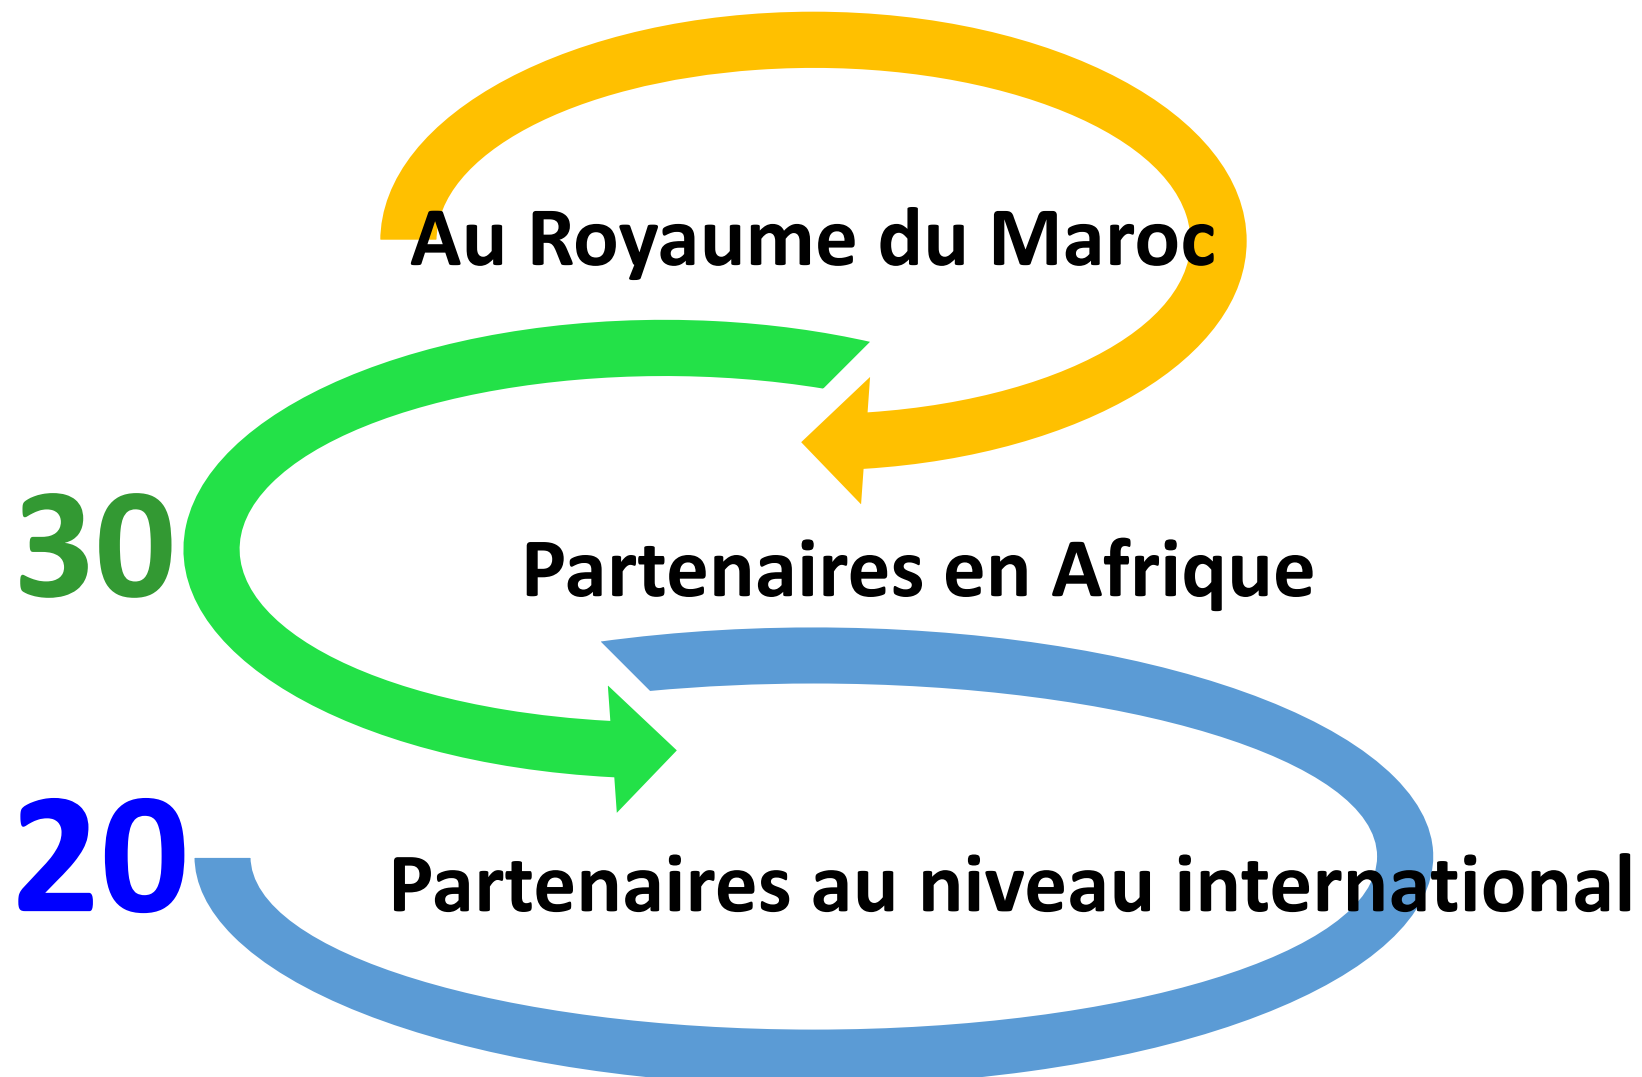 Au Royaume du Maroc
30 Partenaires en Afrique
20 Partenaires au niveau international